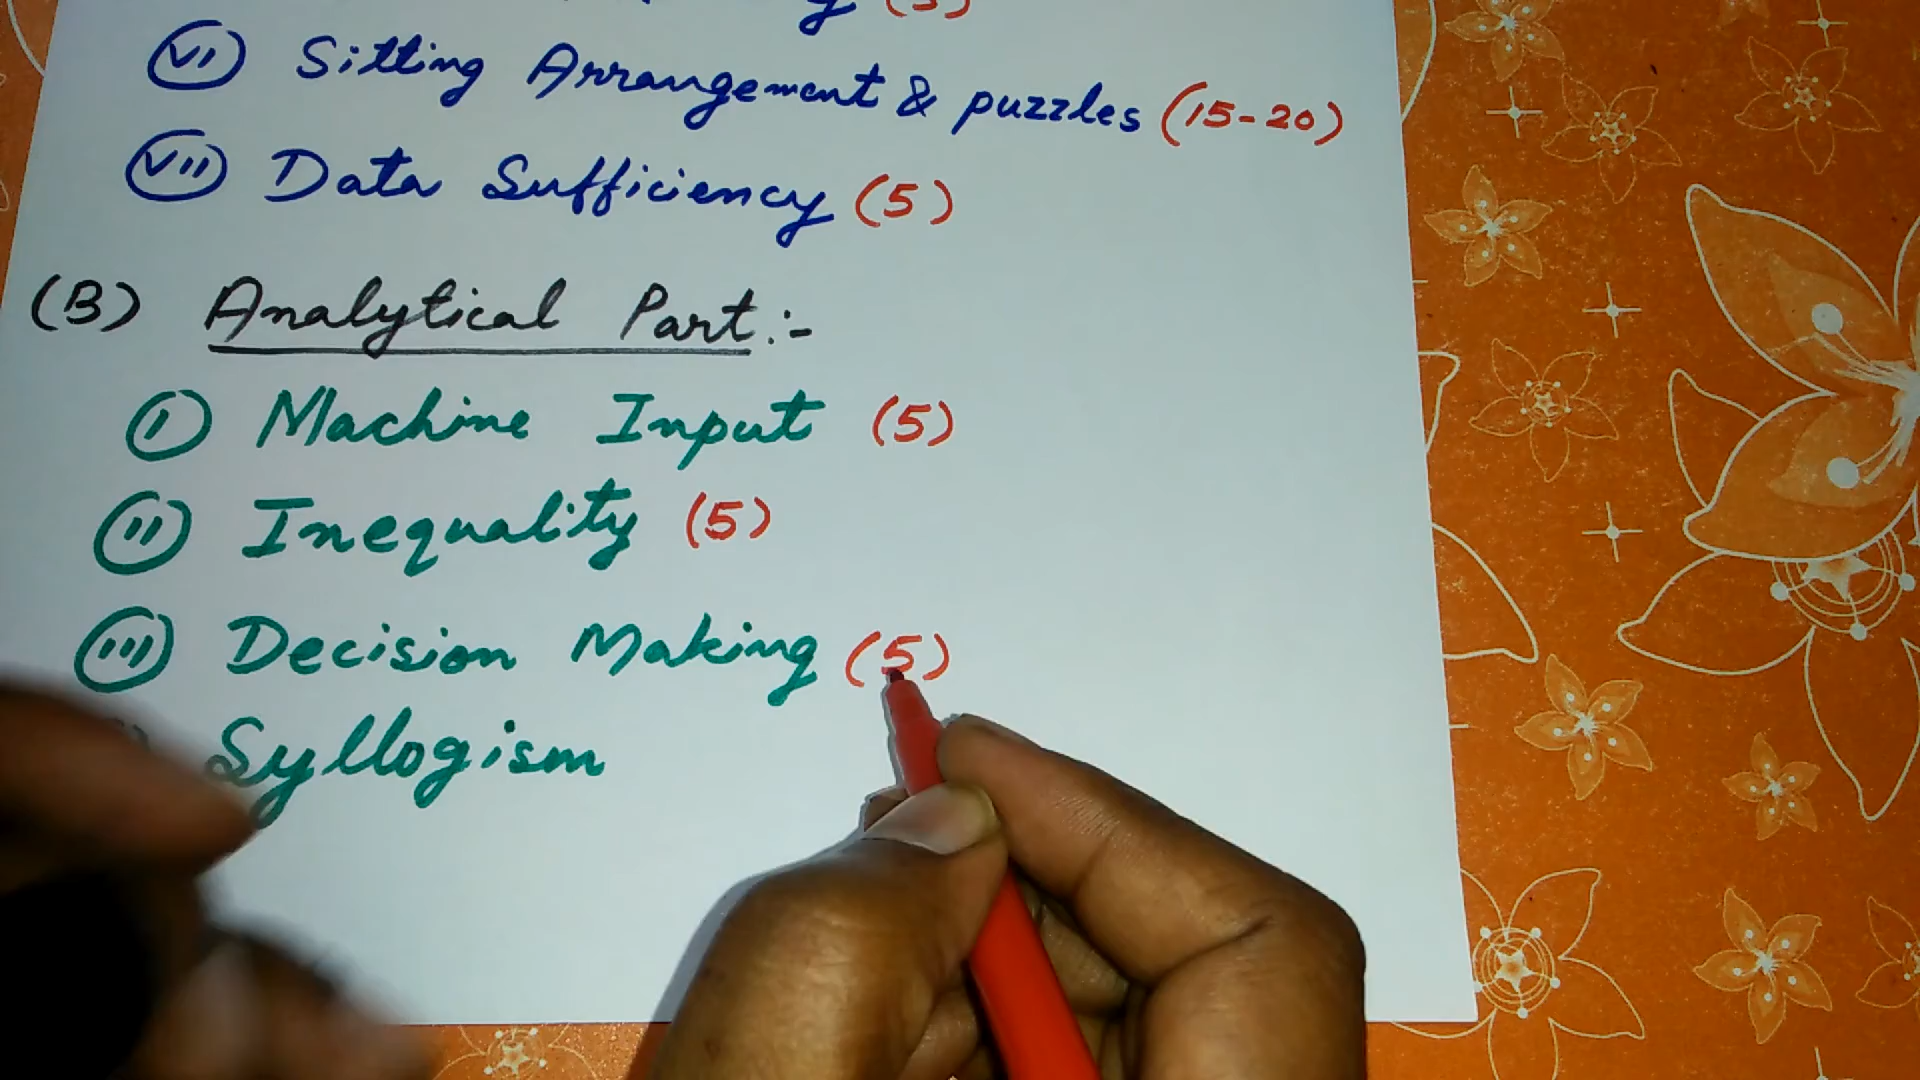 (5)
(VI) Sitting Arrangement & puzzles (15-20)
(VII) Data Sufficiency (5)
(B) Analytical Part:-
(I) Machine Input (5)
(II) Inequality (5)
(III) Decision Making (5)
Syllogism